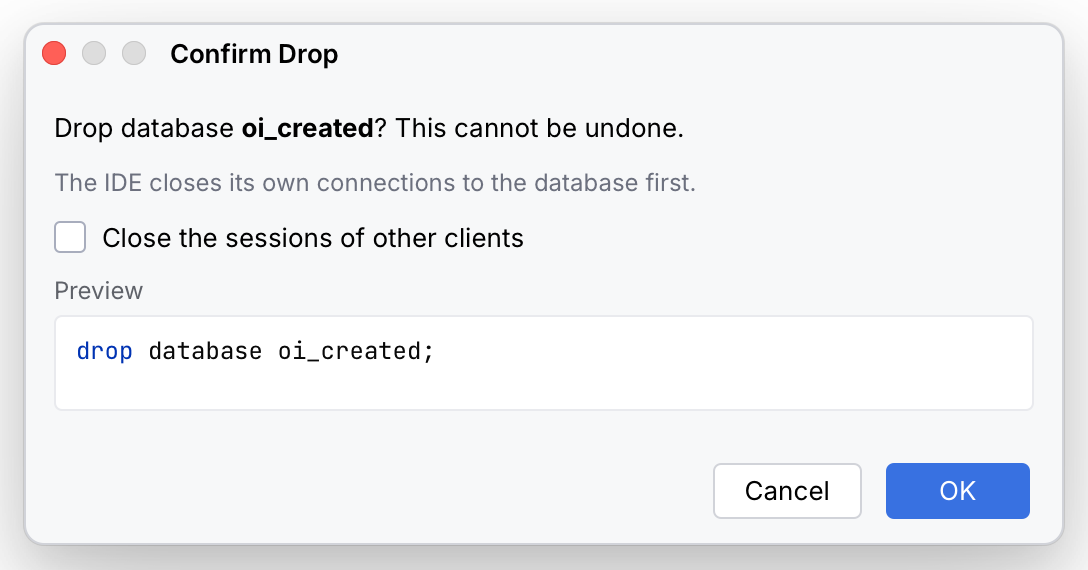 Confirm Drop
Drop database oi_created? This cannot be undone.
The IDE closes its own connections to the database first.
Close the sessions of other clients
Preview
drop database oi_created;
Cancel OK